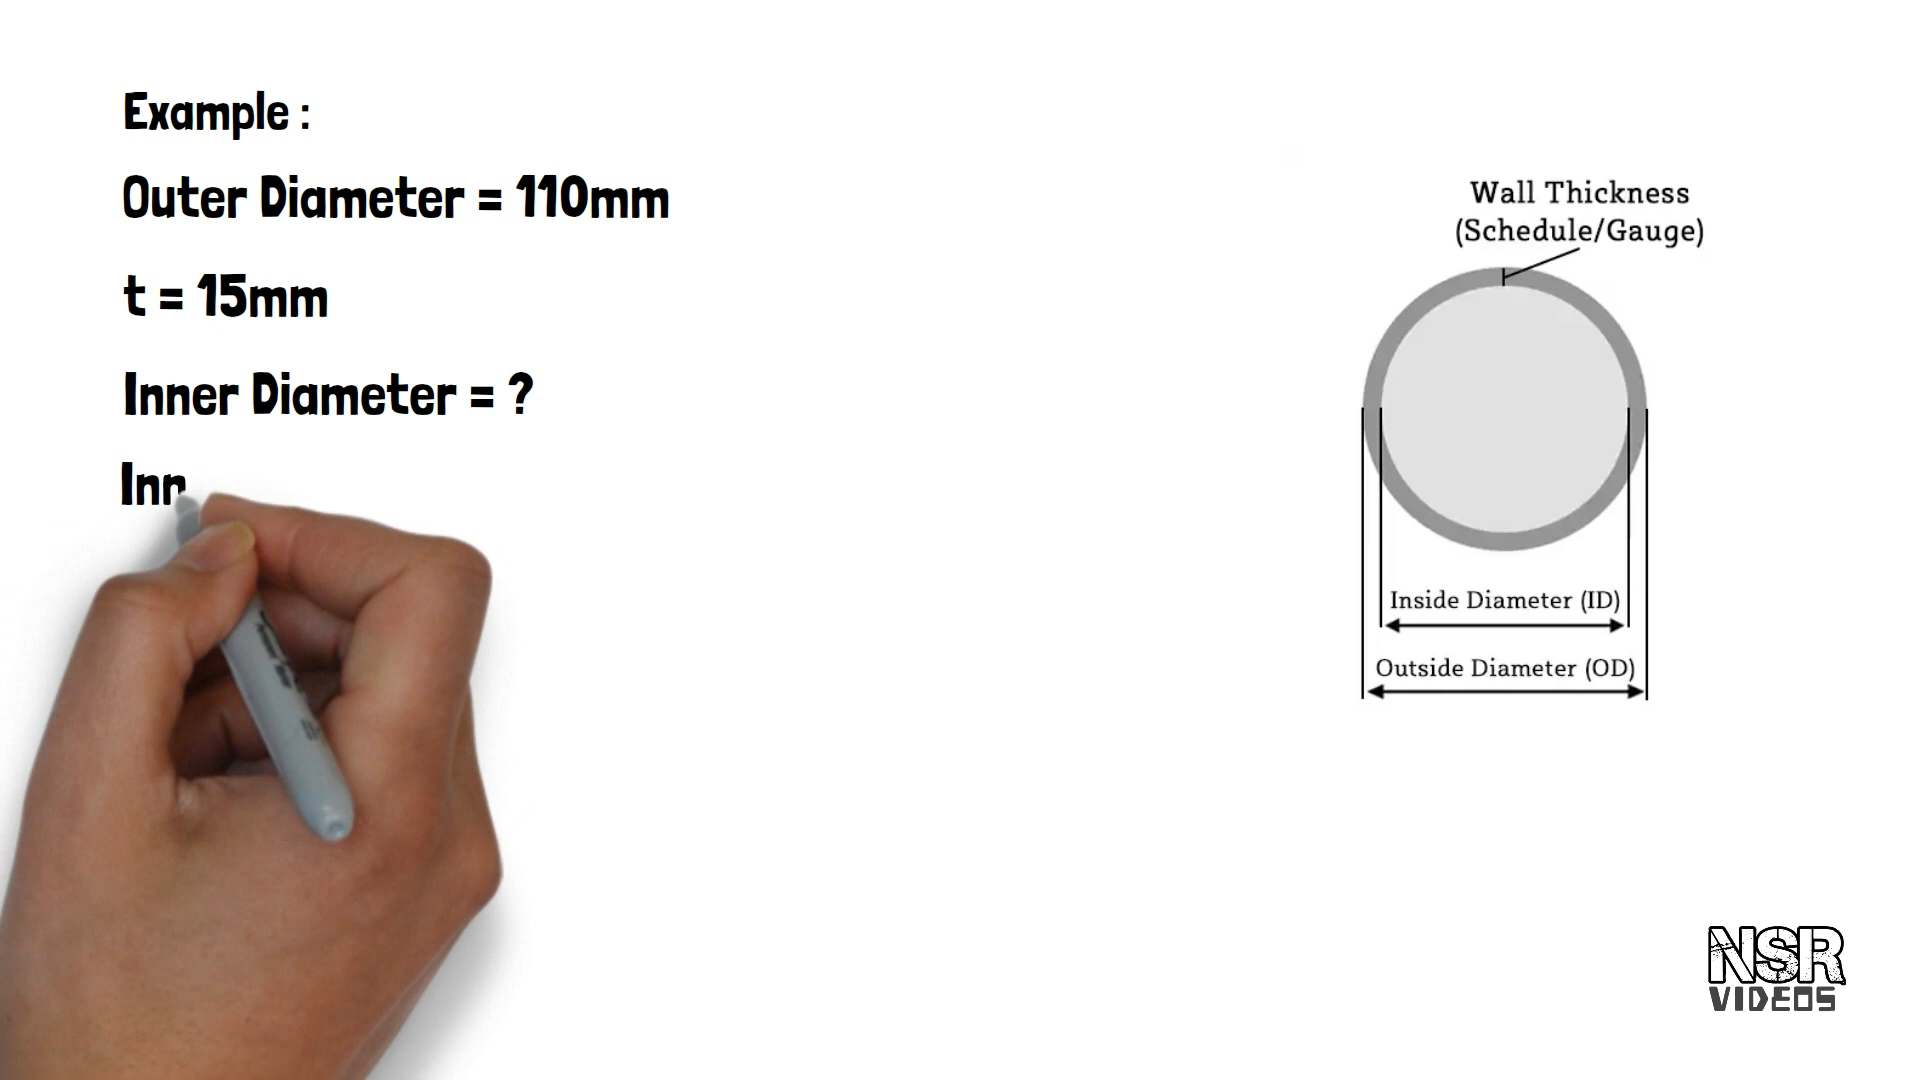 Example :
Outer Diameter = 110mm
t = 15mm
Inner Diameter = ?
Inn
Wall Thickness
(Schedule/Gauge)
Inside Diameter (ID)
Outside Diameter (OD)
NSR
VIDEOS